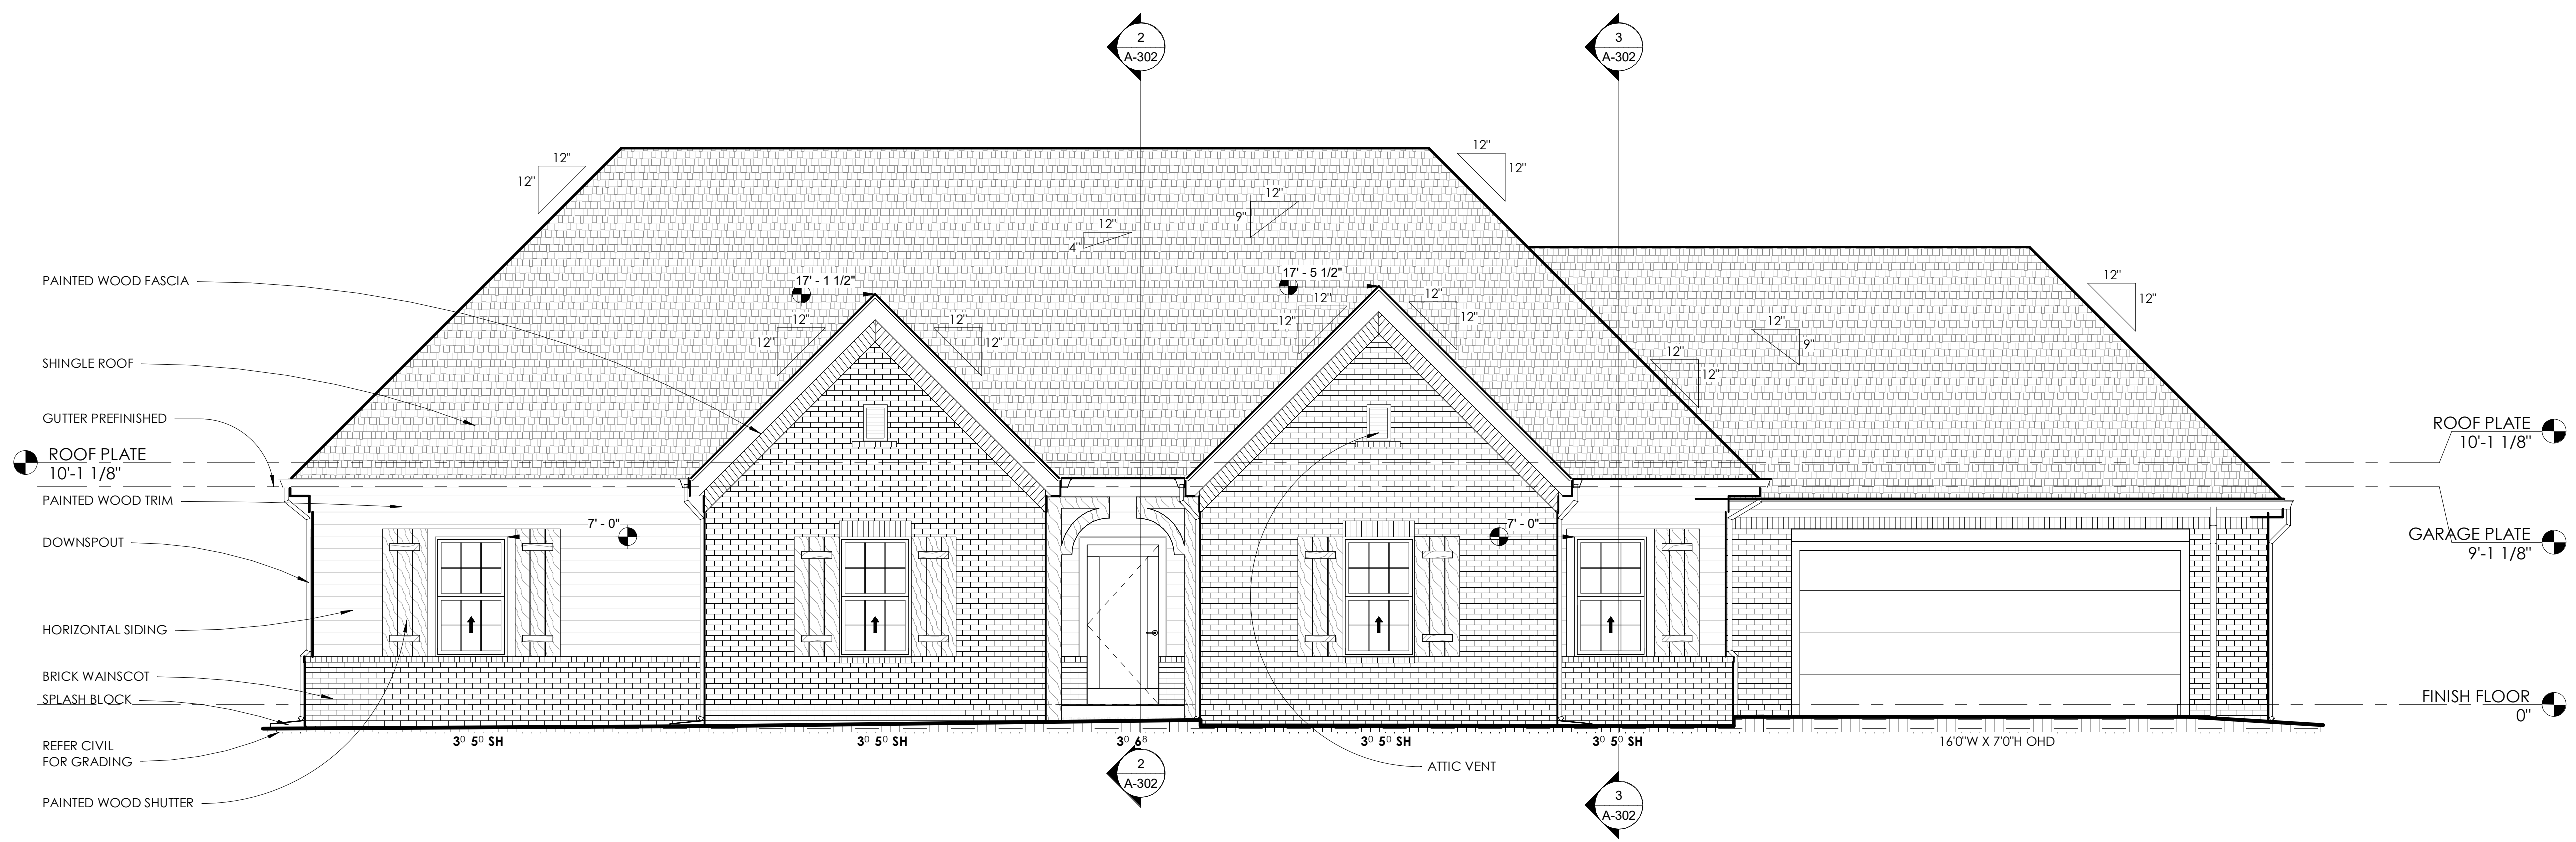 2
A-302
3
A-302
12"
12"
12"
12"
12"
9"
12"
4"
12"
12"
17' - 1 1/2"
17' - 5 1/2"
12"
12"
12"
12"
12"
12"
12"
12"
12"
9"
12"
12"
PAINTED WOOD FASCIA
SHINGLE ROOF
GUTTER PREFINISHED
ROOF PLATE
10'-1 1/8"
PAINTED WOOD TRIM
DOWNSPOUT
HORIZONTAL SIDING
BRICK WAINSCOT
SPLASH BLOCK
REFER CIVIL
FOR GRADING
PAINTED WOOD SHUTTER
7' - 0"
7' - 0"
ROOF PLATE
10'-1 1/8"
GARAGE PLATE
9'-1 1/8"
FINISH FLOOR
0"
3⁰ 5⁰ SH
3⁰ 5⁰ SH
3⁰ 6⁸
3⁰ 5⁰ SH
3⁰ 5⁰ SH
16'0"W X 7'0"H OHD
ATTIC VENT
2
A-302
3
A-302